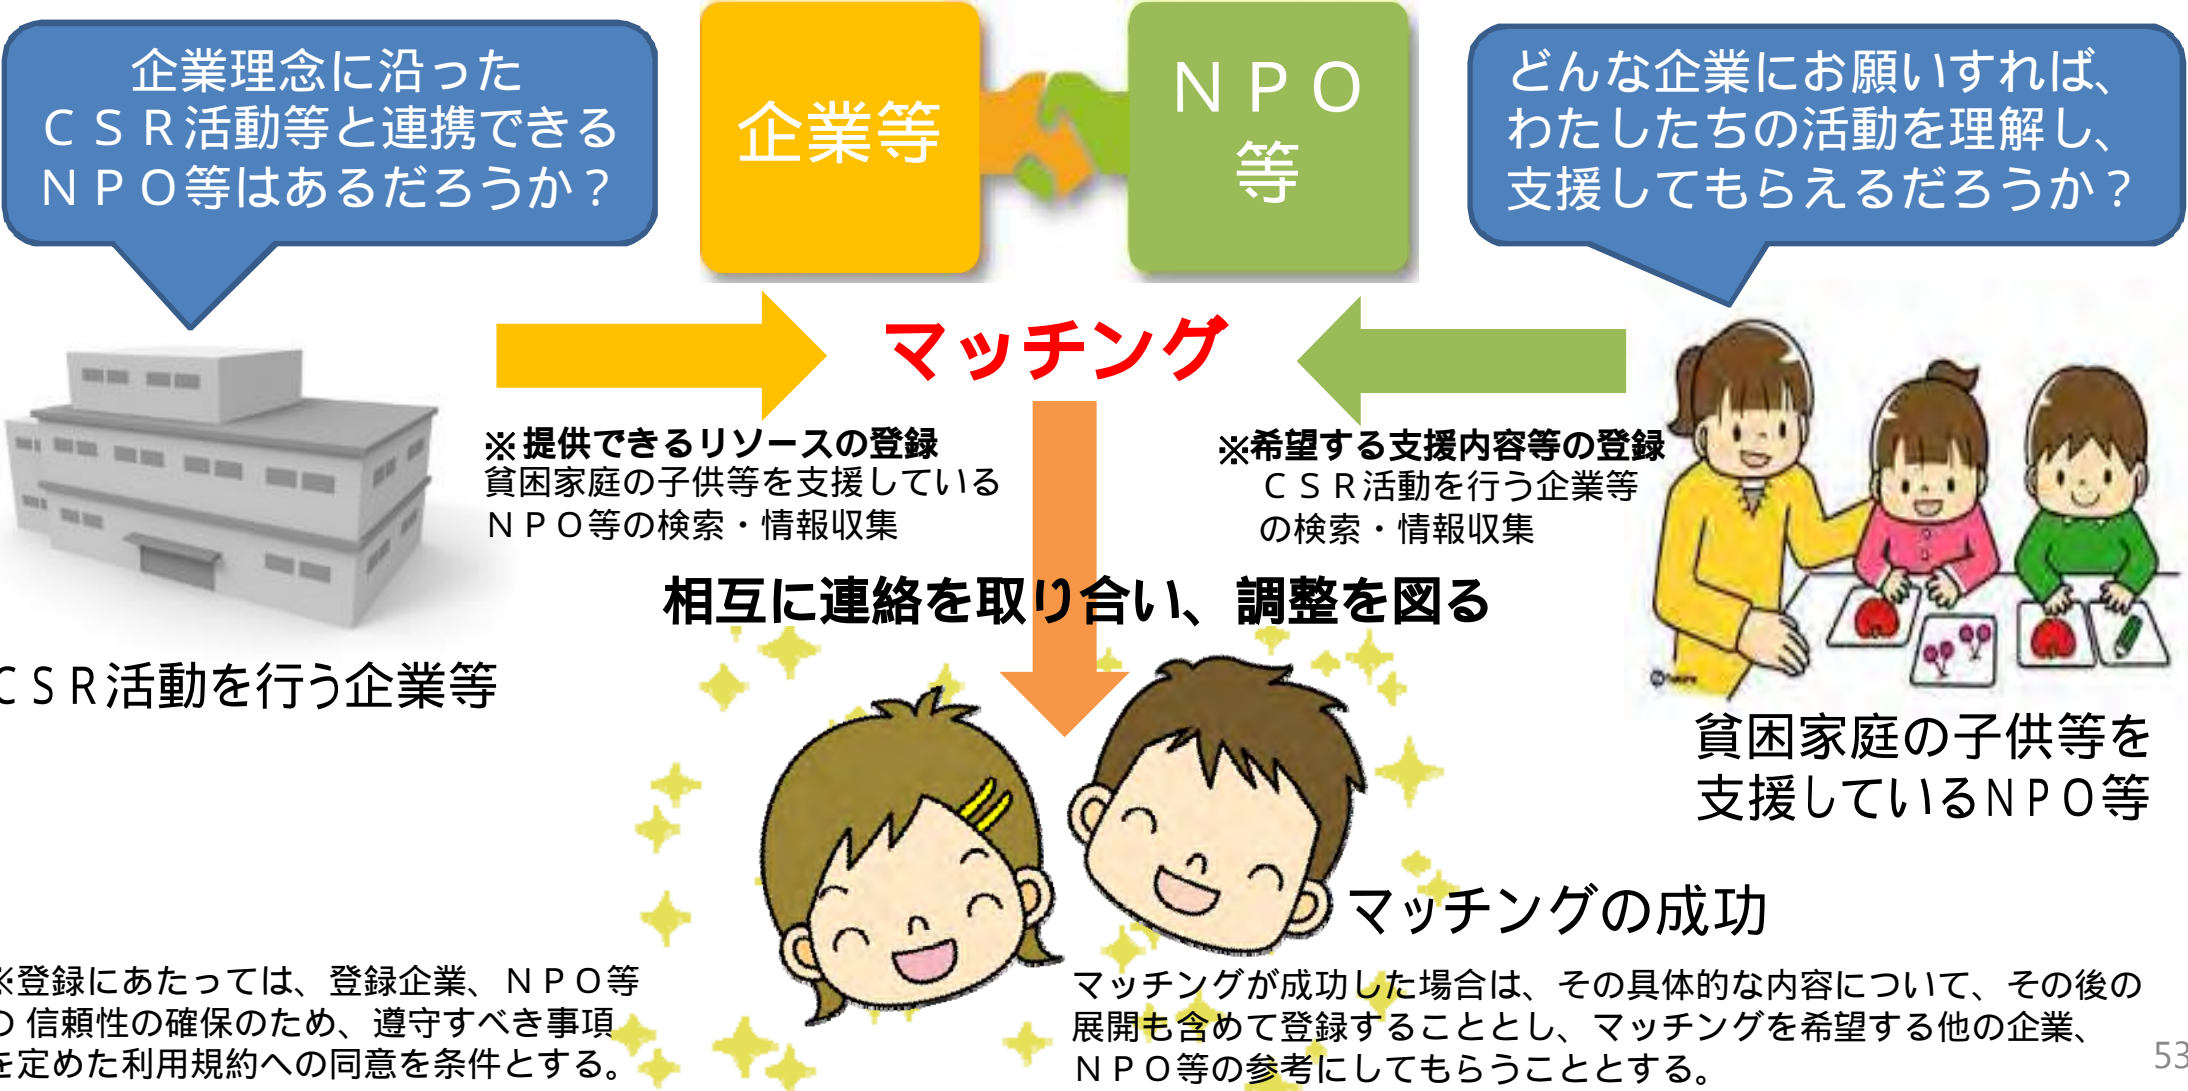 企業理念に沿った
ＣＳＲ活動等と連携できる
ＮＰＯ等はあるだろうか？
企業等
ＮＰＯ
等
どんな企業にお願いすれば、
わたしたちの活動を理解し、
支援してもらえるだろうか？
マッチング
※提供できるリソースの登録
貧困家庭の子供等を支援している
ＮＰＯ等の検索・情報収集
※希望する支援内容等の登録
ＣＳＲ活動を行う企業等
の検索・情報収集
相互に連絡を取り合い、調整を図る
ＣＳＲ活動を行う企業等
貧困家庭の子供等を
支援しているＮＰＯ等
マッチングの成功
※登録にあたっては、登録企業、ＮＰＯ等
の 信頼性の確保のため、遵守すべき事項
を定めた利用規約への同意を条件とする。
マッチングが成功した場合は、その具体的な内容について、その後の
展開も含めて登録することとし、マッチングを希望する他の企業、
ＮＰＯ等の参考にしてもらうこととする。
53